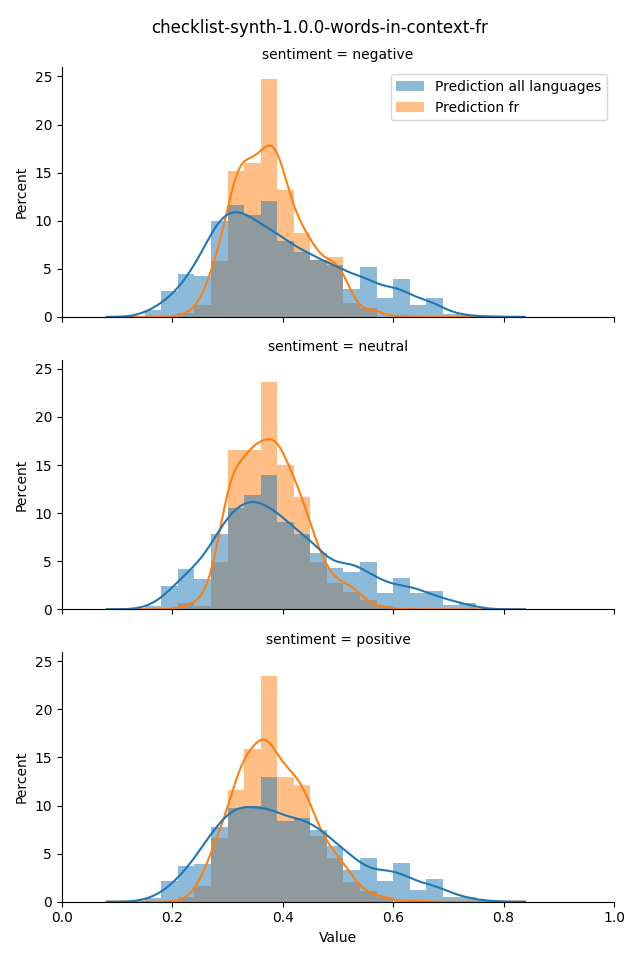 checklist-synth-1.0.0-words-in-context-fr
sentiment = negative
25
20
15
10
5
0
Percent
Prediction all languages
Prediction fr
sentiment = neutral
25
20
15
10
5
0
Percent
sentiment = positive
25
20
15
10
5
0
Percent
0.0 0.2 0.4 0.6 0.8 1.0
Value